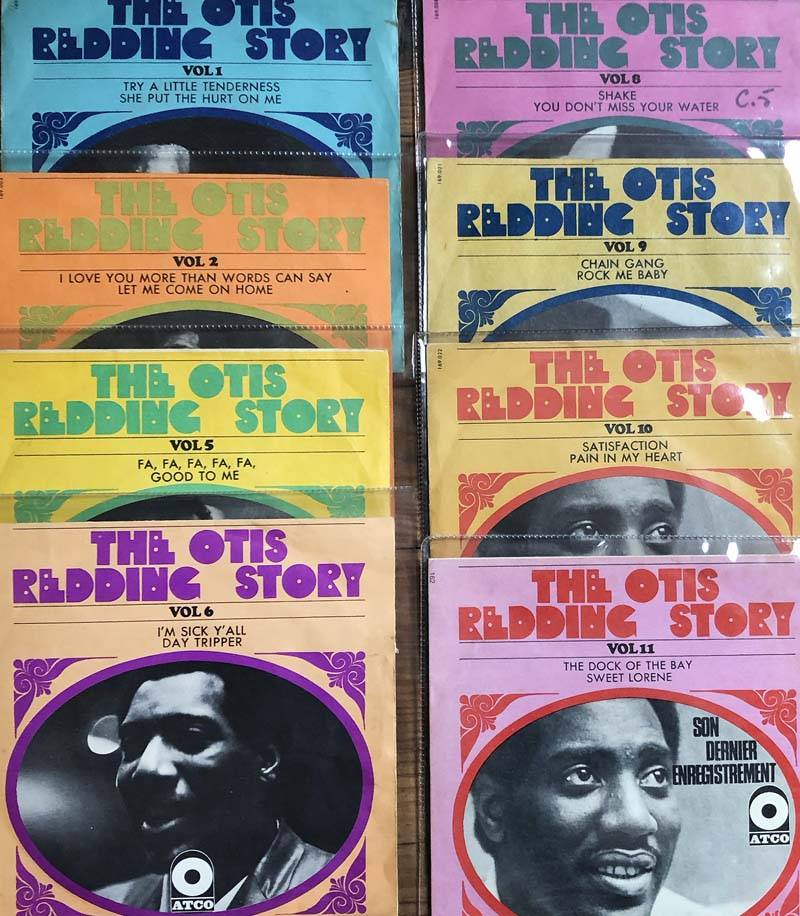 THE OTIS
REDDING STORY
VOL 1
TRY A LITTLE TENDERNESS
SHE PUT THE HURT ON ME
THE OTIS
REDDING STORY
VOL 2
I LOVE YOU MORE THAN WORDS CAN SAY
LET ME COME ON HOME
THE OTIS
REDDING STORY
VOL 5
FA, FA, FA, FA, FA,
GOOD TO ME
THE OTIS
REDDING STORY
VOL 6
I'M SICK Y'ALL
DAY TRIPPER
ATCO
THE OTIS
REDDING STORY
VOL 8
SHAKE
YOU DON'T MISS YOUR WATER
C.5
169.021
THE OTIS
REDDING STORY
VOL 9
CHAIN GANG
ROCK ME BABY
169.022
THE OTIS
REDDING STORY
VOL 10
SATISFACTION
PAIN IN MY HEART
162
THE OTIS
REDDING STORY
VOL 11
THE DOCK OF THE BAY
SWEET LORENE
SON
DERNIER
ENREGISTREMENT
ATCO